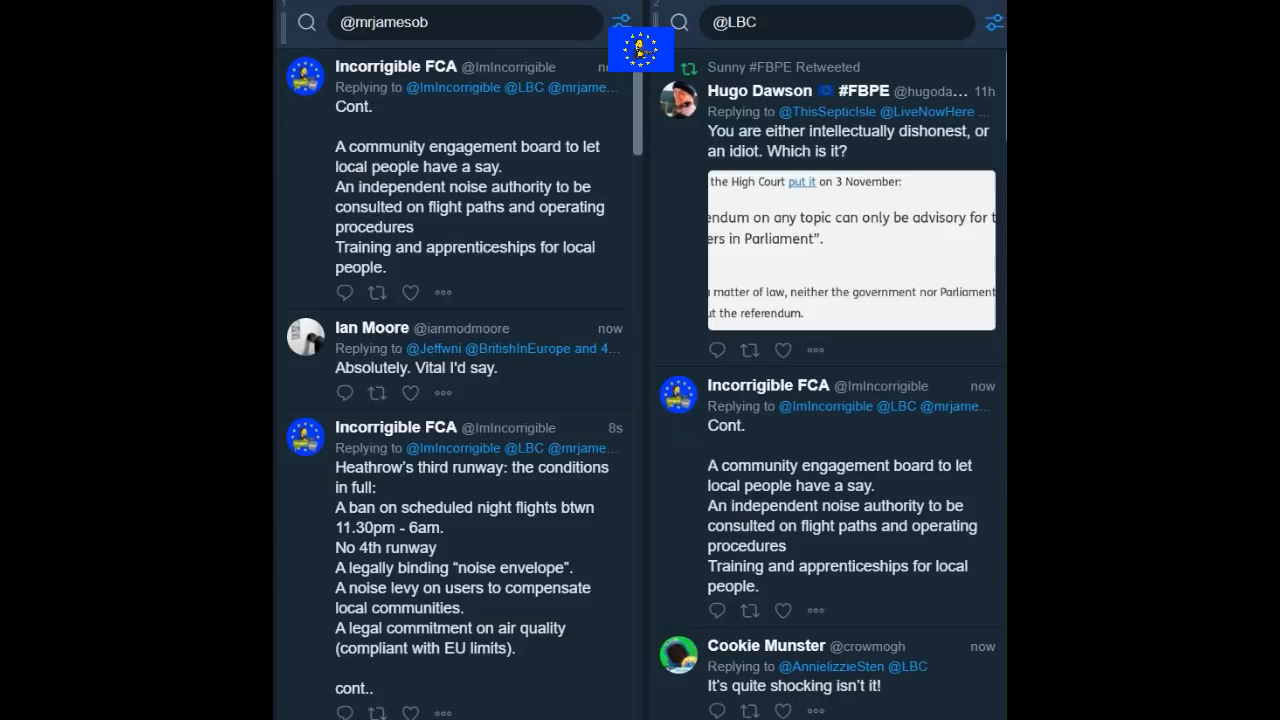 1
@mrjamesob
Incorrigible FCA @ImIncorrigible
Replying to @ImIncorrigible @LBC @mrjame...
Cont.
A community engagement board to let
local people have a say.
An independent noise authority to be
consulted on flight paths and operating
procedures
Training and apprenticeships for local
people.
Ian Moore @ianmodmoore now
Replying to @Jeffwni @BritishInEurope and 4...
Absolutely. Vital I'd say.
Incorrigible FCA @ImIncorrigible 8s
Replying to @ImIncorrigible @LBC @mrjame...
Heathrow’s third runway: the conditions
in full:
A ban on scheduled night flights btwn
11.30pm - 6am.
No 4th runway
A legally binding “noise envelope”.
A noise levy on users to compensate
local communities.
A legal commitment on air quality
(compliant with EU limits).
cont..
2
@LBC
Sunny #FBPE Retweeted
Hugo Dawson #FBPE @hugoda... 11h
Replying to @ThisSepticIsle @LiveNowHere ...
You are either intellectually dishonest, or
an idiot. Which is it?
the High Court put it on 3 November:
endum on any topic can only be advisory for t
ers in Parliament”.
matter of law, neither the government nor Parliament
ut the referendum.
Incorrigible FCA @ImIncorrigible now
Replying to @ImIncorrigible @LBC @mrjame...
Cont.
A community engagement board to let
local people have a say.
An independent noise authority to be
consulted on flight paths and operating
procedures
Training and apprenticeships for local
people.
Cookie Munster @crowmogh now
Replying to @AnnielizzieSten @LBC
It’s quite shocking isn’t it!